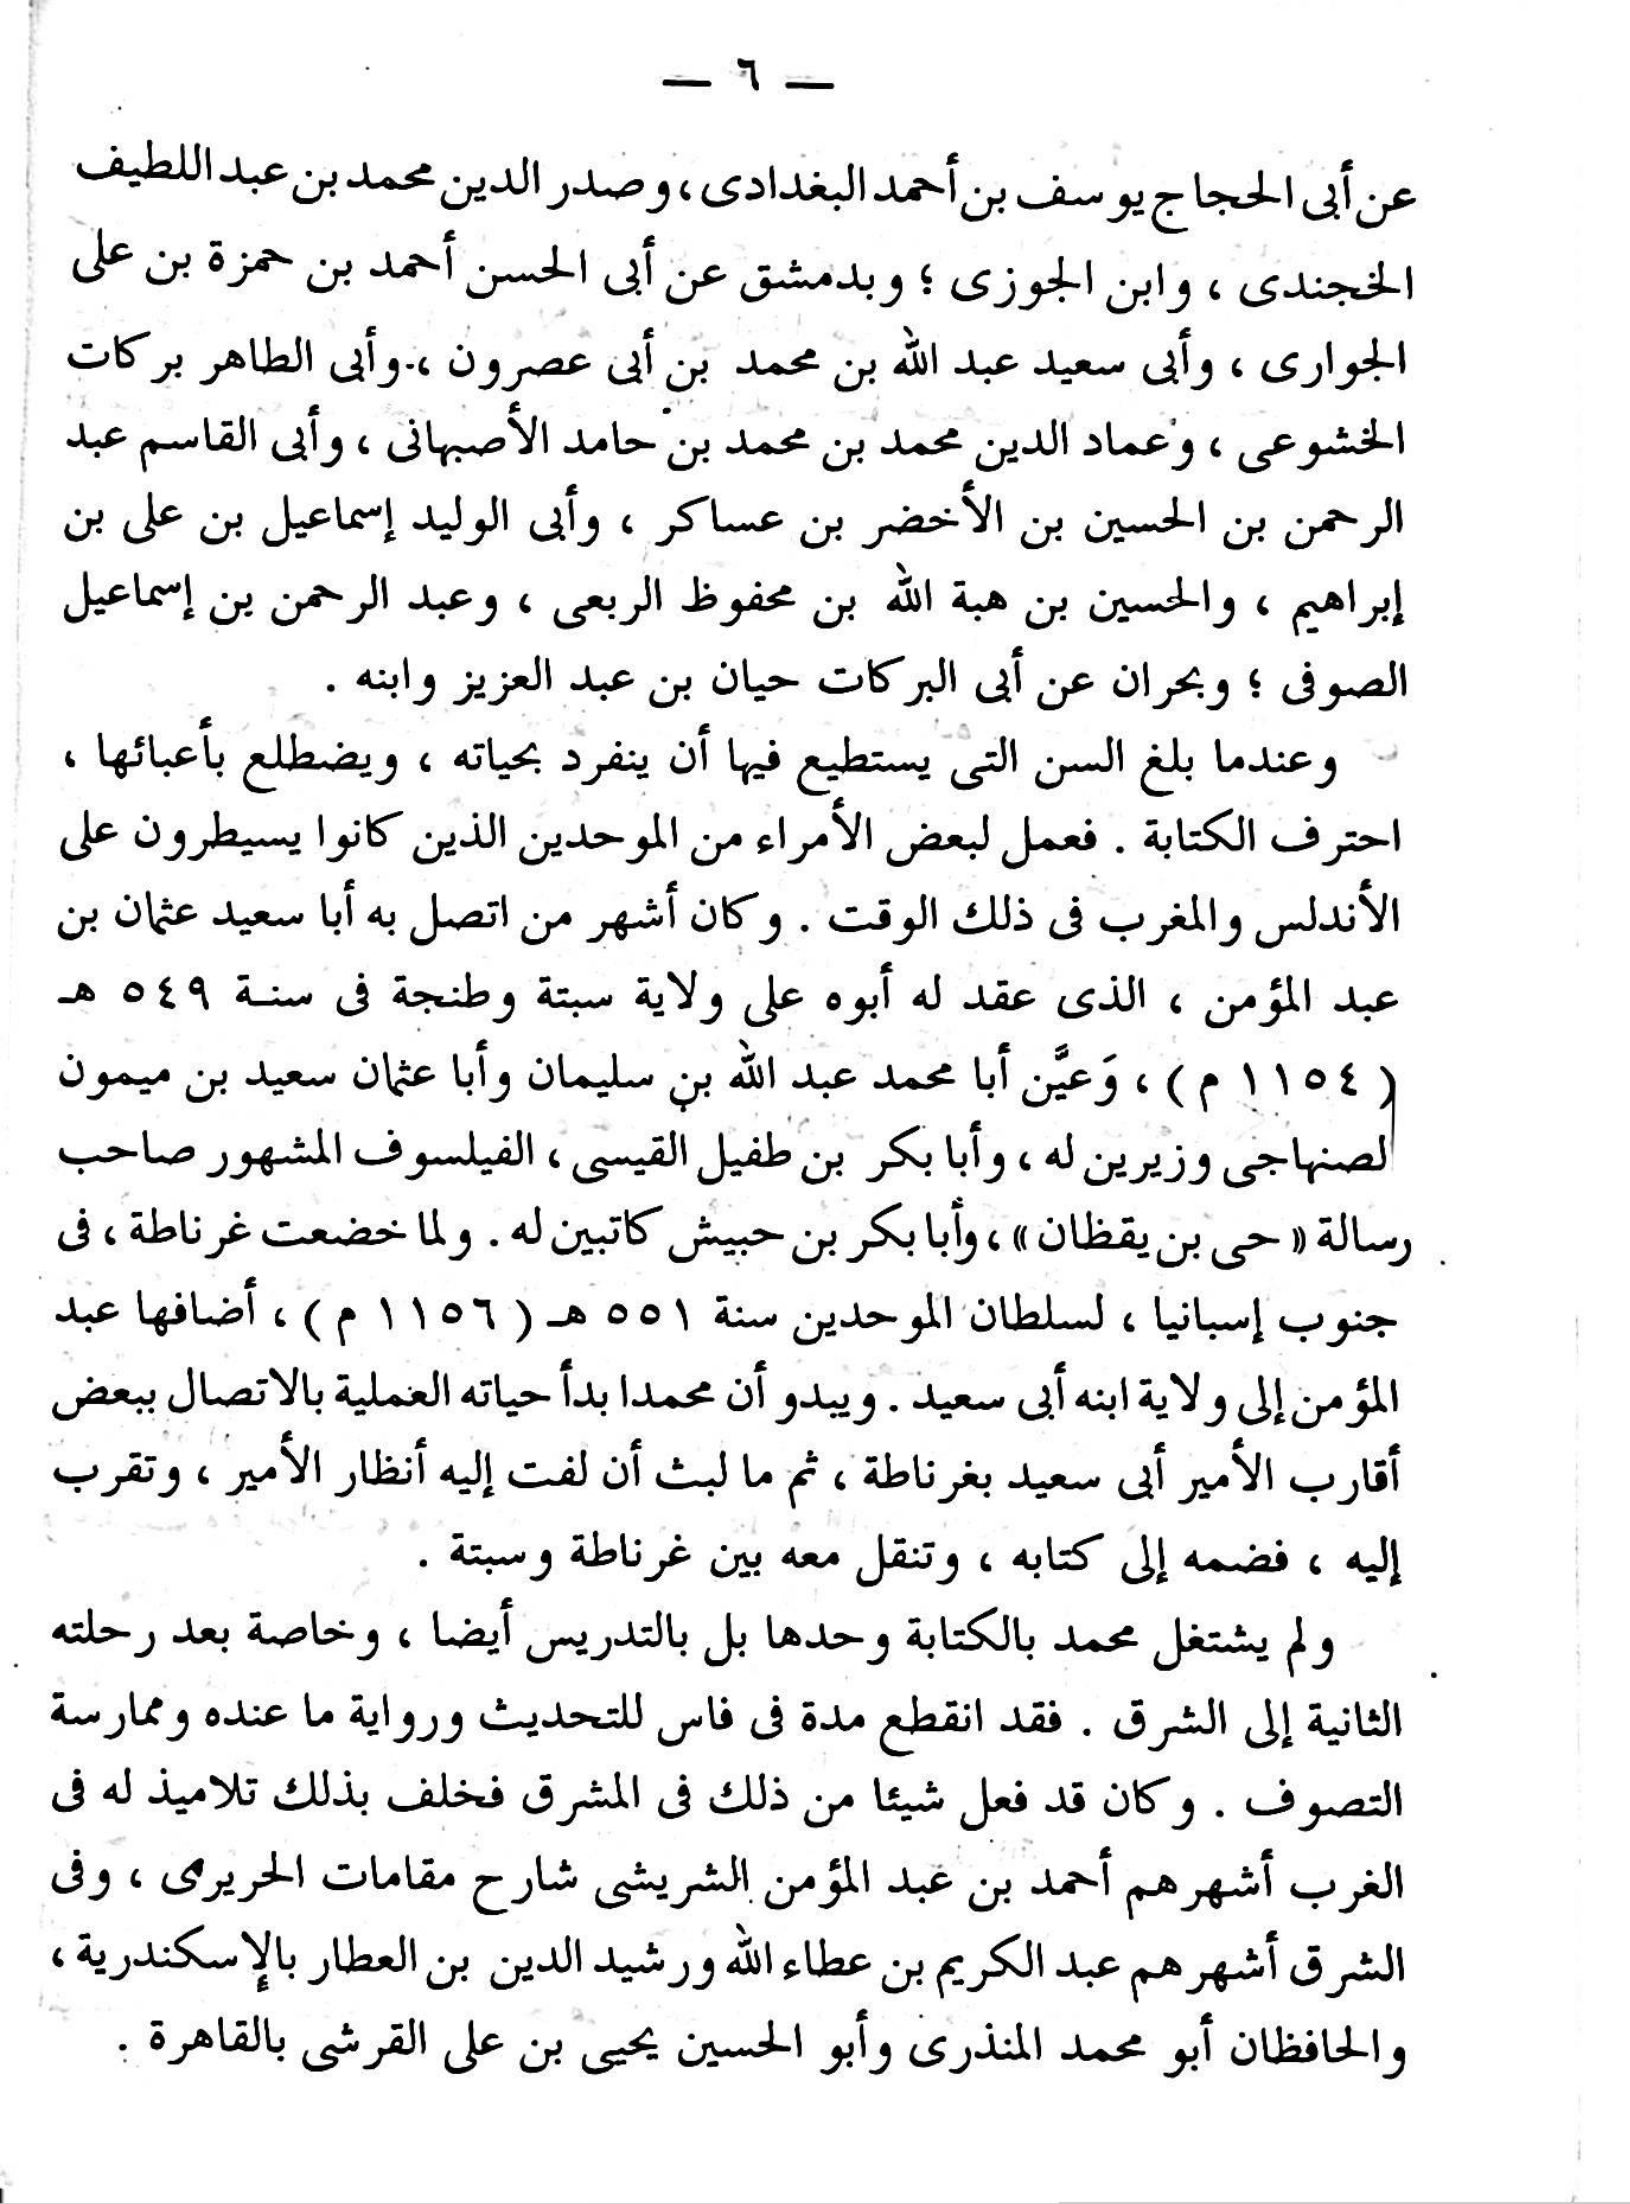 — ٦ —
عن أبى الحجاج يوسف بن أحمد البغدادى ، وصدر الدين محمد بن عبد اللطيف
الخجندى ، وابن الجوزى ؛ وبدمشق عن أبى الحسن أحمد بن حمزة بن على
الجوارى ، وأبى سعيد عبد الله بن محمد بن أبى عصرون ، وأبى الطاهر بركات
الخشوعى ، وعماد الدين محمد بن محمد بن حامد الأصبهانى ، وأبى القاسم عبد
الرحمن بن الحسين بن الأخضر بن عساكر ، وأبى الوليد إسماعيل بن على بن
إبراهيم ، والحسين بن هبة الله بن محفوظ الربعى ، وعبد الرحمن بن إسماعيل
الصوفى ؛ وبحران عن أبى البركات حيان بن عبد العزيز وابنه .
وعندما بلغ السن التى يستطيع فيها أن ينفرد بحياته ، ويضطلع بأعبائها ،
احترف الكتابة . فعمل لبعض الأمراء من الموحدين الذين كانوا يسيطرون على
الأندلس والمغرب فى ذلك الوقت . وكان أشهر من اتصل به أبا سعيد عثمان بن
عبد المؤمن ، الذى عقد له أبوه على ولاية سبتة وطنجة فى سنة ٥٤٩ هـ
( ١١٥٤ م ) ، وَعيَّن أبا محمد عبد الله بن سليمان وأبا عثمان سعيد بن ميمون
لصنهاجى وزيرين له ، وأبا بكر بن طفيل القيسى ، الفيلسوف المشهور صاحب
رسالة « حى بن يقظان » ، وأبا بكر بن حبيش كاتبين له . ولما خضعت غرناطة ، فى
جنوب إسبانيا ، لسلطان الموحدين سنة ٥٥١ هـ ( ١١٥٦ م ) ، أضافها عبد
المؤمن إلى ولاية ابنه أبى سعيد . ويبدو أن محمدا بدأ حياته العملية بالاتصال ببعض
أقارب الأمير أبى سعيد بغرناطة ، ثم ما لبث أن لفت إليه أنظار الأمير ، وتقرب
إليه ، فضمه إلى كتابه ، وتنقل معه بين غرناطة وسبتة .
ولم يشتغل محمد بالكتابة وحدها بل بالتدريس أيضا ، وخاصة بعد رحلته
الثانية إلى الشرق . فقد انقطع مدة فى فاس للتحديث ورواية ما عنده وممارسة
التصوف . وكان قد فعل شيئا من ذلك فى المشرق فخلف بذلك تلاميذ له فى
الغرب أشهرهم أحمد بن عبد المؤمن الشريشى شارح مقامات الحريرى ، وفى
الشرق أشهرهم عبد الكريم بن عطاء الله ورشيد الدين بن العطار بالإسكندرية ،
والحافظان أبو محمد المنذرى وأبو الحسين يحيى بن على القرشى بالقاهرة .